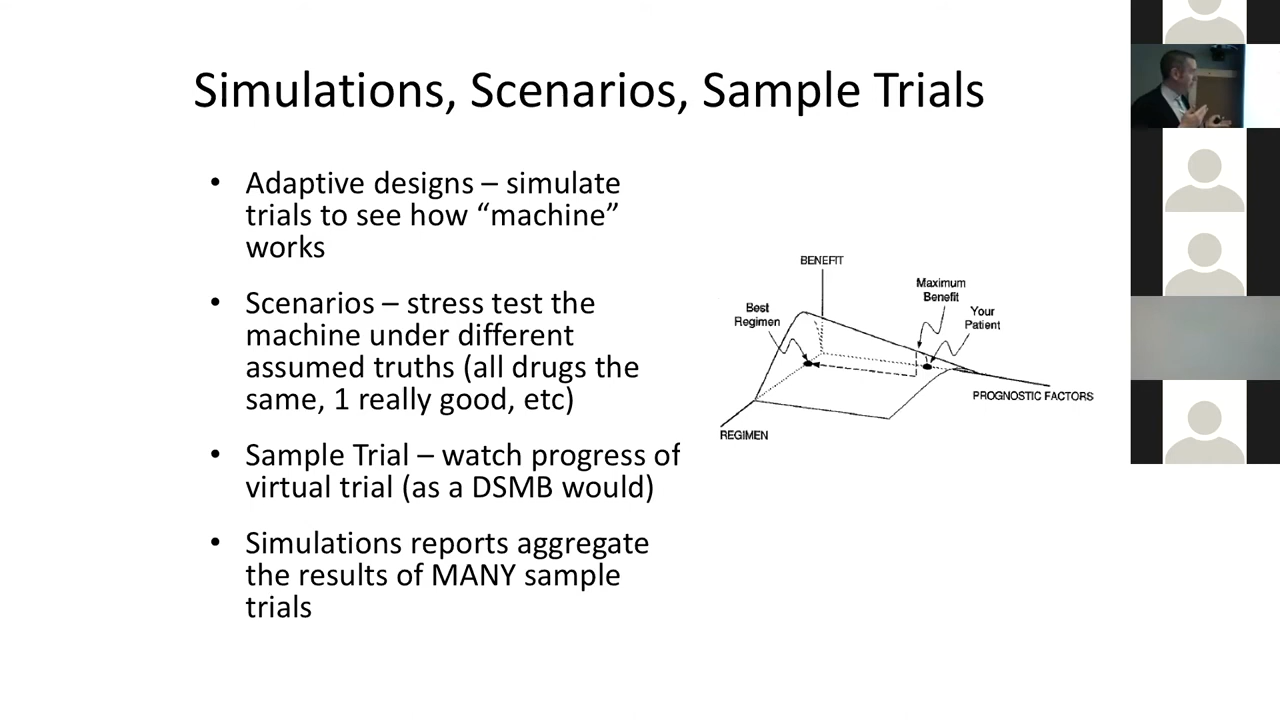 Simulations, Scenarios, Sample Trials
• Adaptive designs – simulate
trials to see how “machine”
works
• Scenarios – stress test the
machine under different
assumed truths (all drugs the
same, 1 really good, etc)
• Sample Trial – watch progress of
virtual trial (as a DSMB would)
• Simulations reports aggregate
the results of MANY sample
trials
BENEFIT
Maximum
Benefit
Best
Regimen
Your
Patient
PROGNOSTIC FACTORS
REGIMEN